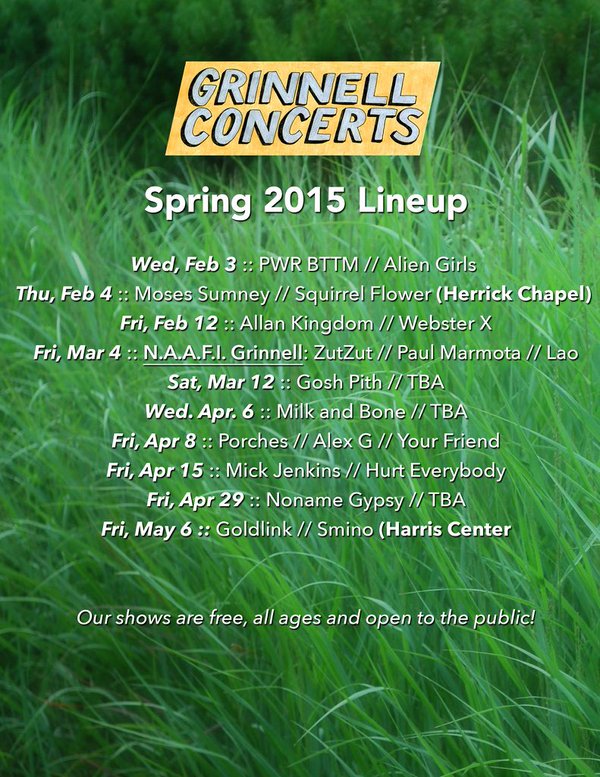 GRINNELL
CONCERTS
Spring 2015 Lineup
Wed, Feb 3 :: PWR BTTM // Alien Girls
Thu, Feb 4 :: Moses Sumney // Squirrel Flower (Herrick Chapel)
Fri, Feb 12 :: Allan Kingdom // Webster X
Fri, Mar 4 :: N.A.A.F.I. Grinnell: ZutZut // Paul Marmota // Lao
Sat, Mar 12 :: Gosh Pith // TBA
Wed. Apr. 6 :: Milk and Bone // TBA
Fri, Apr 8 :: Porches // Alex G // Your Friend
Fri, Apr 15 :: Mick Jenkins // Hurt Everybody
Fri, Apr 29 :: Noname Gypsy // TBA
Fri, May 6 :: Goldlink // Smino (Harris Center
Our shows are free, all ages and open to the public!